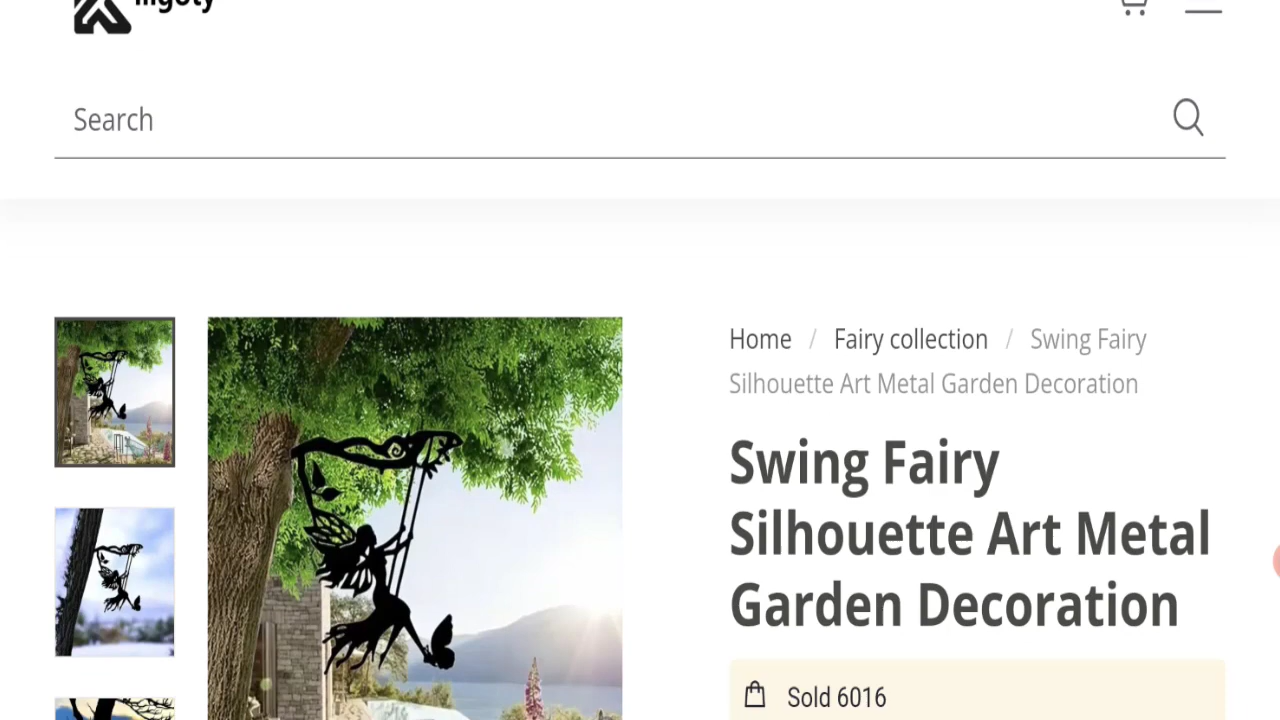 Search
Home / Fairy collection / Swing Fairy
Silhouette Art Metal Garden Decoration
Swing Fairy
Silhouette Art Metal
Garden Decoration
Sold 6016